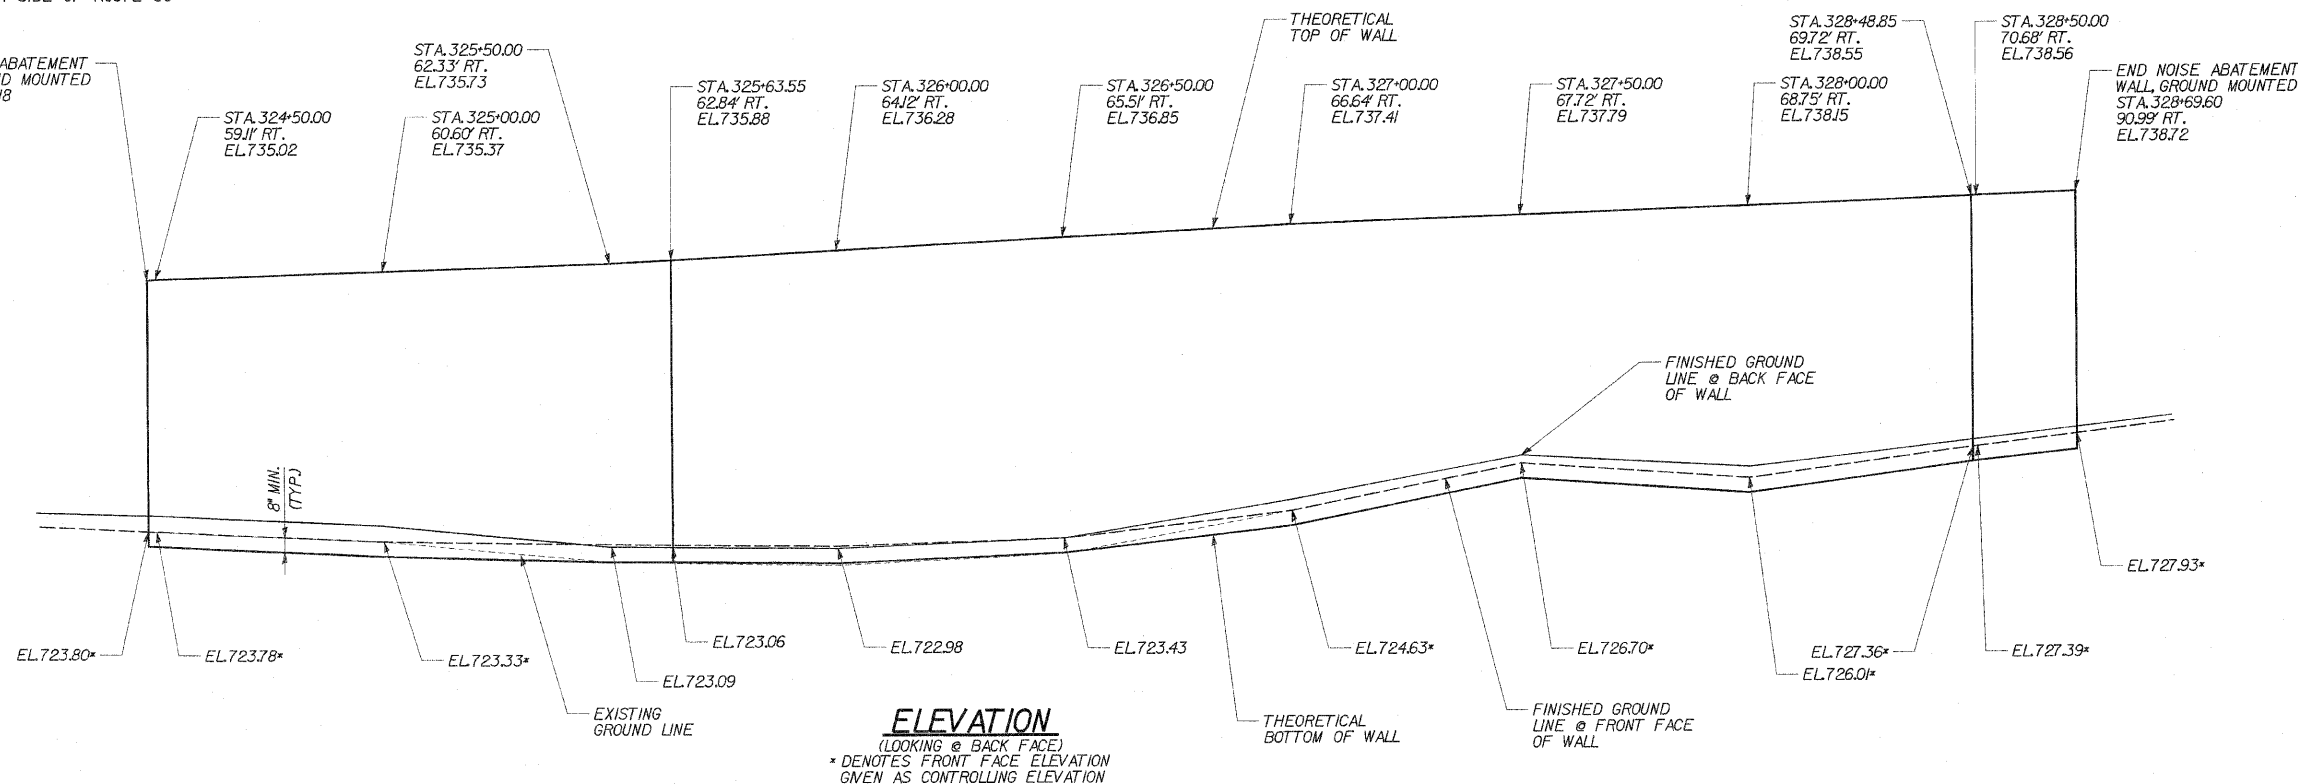 ABATEMENT
MOUNTED
STA. 324+50.00
59.11' RT.
EL.735.02
STA. 325+50.00
62.33' RT.
EL.735.73
STA. 325+00.00
60.60' RT.
EL.735.37
STA. 325+63.55
62.84' RT.
EL.735.88
STA. 326+00.00
64.12' RT.
EL.736.28
STA. 326+50.00
65.51' RT.
EL.736.85
THEORETICAL
TOP OF WALL
STA. 327+00.00
66.64' RT.
EL.737.41
STA. 327+50.00
67.72' RT.
EL.737.79
STA. 328+48.85
69.72' RT.
EL.738.55
STA. 328+00.00
68.75' RT.
EL.738.15
STA. 328+50.00
70.68' RT.
EL.738.56
END NOISE ABATEMENT
WALL, GROUND MOUNTED
STA. 328+69.60
90.99' RT.
EL.738.72
FINISHED GROUND
LINE @ BACK FACE
OF WALL
8" MIN.
(TYP.)
EL.723.80*
EL.723.78*
EL.723.33*
EL.723.09
EL.723.06
EL.722.98
EL.723.43
EL.724.63*
EL.726.70*
EL.727.36*
EL.726.01*
EL.727.39*
EL.727.93*
EXISTING
GROUND LINE
THEORETICAL
BOTTOM OF WALL
FINISHED GROUND
LINE @ FRONT FACE
OF WALL
ELEVATION
(LOOKING @ BACK FACE)
* DENOTES FRONT FACE ELEVATION
GIVEN AS CONTROLLING ELEVATION